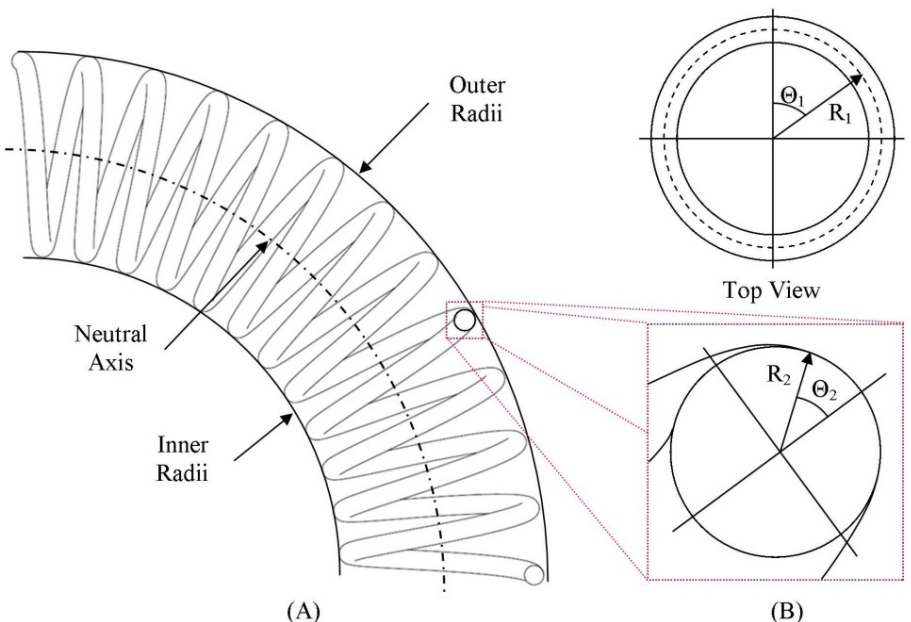 Outer
Radii
Θ1
R1
Top View
Neutral
Axis
R2
Θ2
Inner
Radii
(A)
(B)